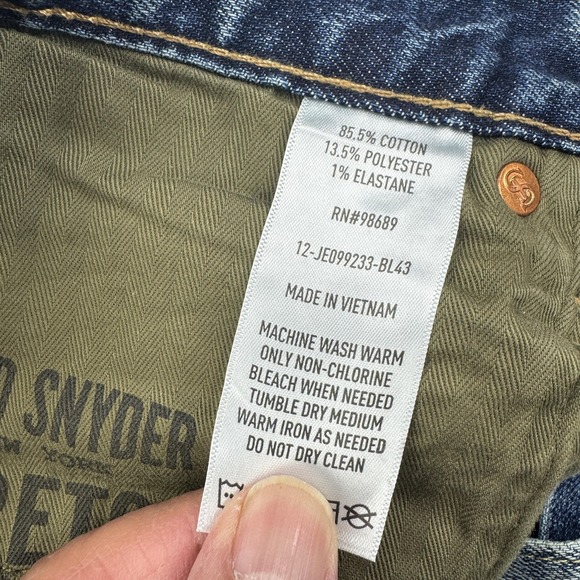 85.5% COTTON
13.5% POLYESTER
1% ELASTANE
RN#98689
12-JE099233-BL43
MADE IN VIETNAM
MACHINE WASH WARM
ONLY NON-CHLORINE
BLEACH WHEN NEEDED
TUMBLE DRY MEDIUM
WARM IRON AS NEEDED
DO NOT DRY CLEAN
SNYDER
YORK